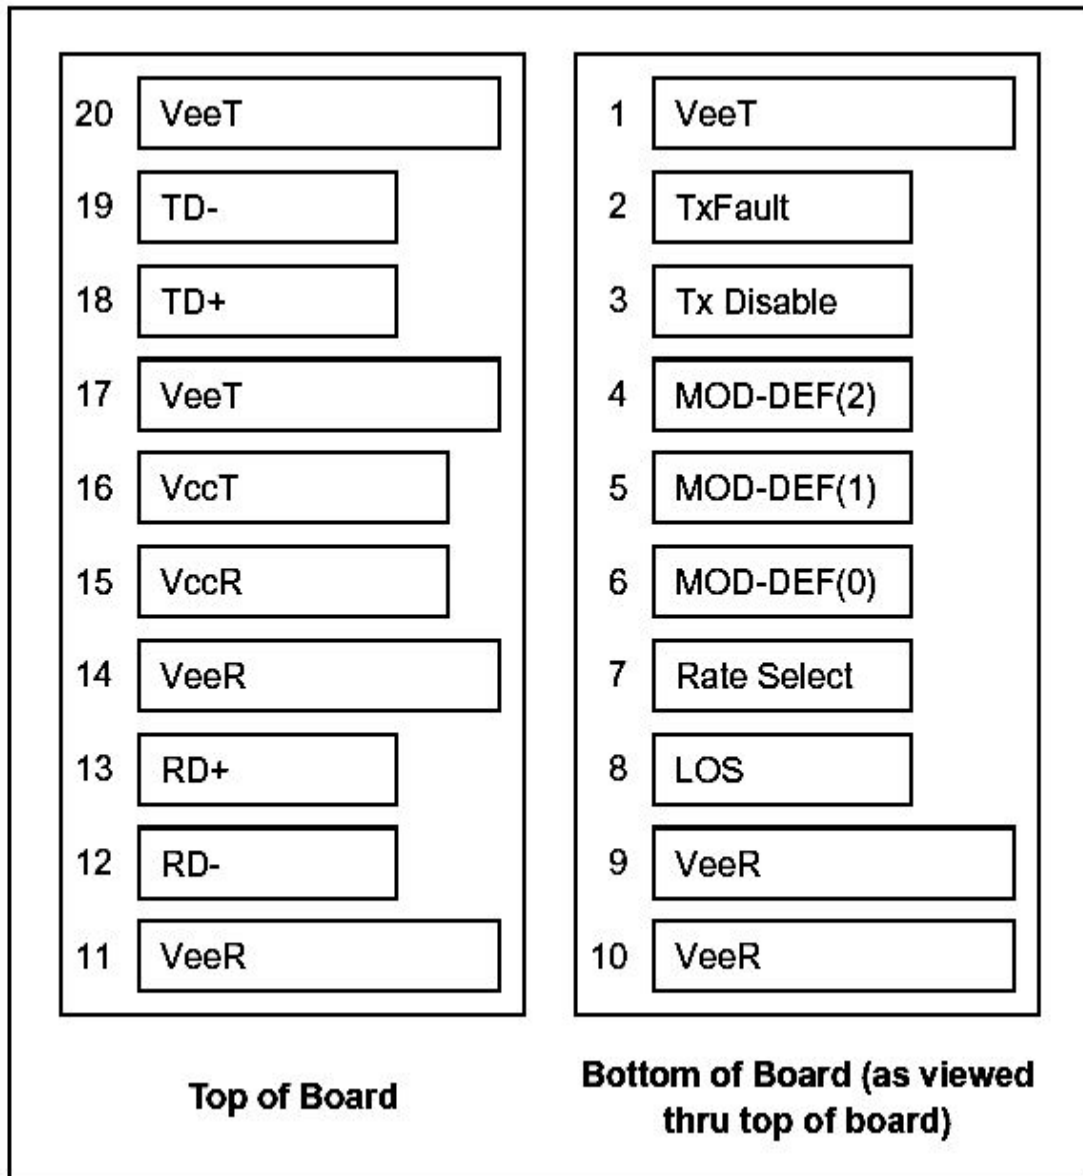 20 VeeT
19 TD-
18 TD+
17 VeeT
16 VccT
15 VccR
14 VeeR
13 RD+
12 RD-
11 VeeR
Top of Board
1 VeeT
2 TxFault
3 Tx Disable
4 MOD-DEF(2)
5 MOD-DEF(1)
6 MOD-DEF(0)
7 Rate Select
8 LOS
9 VeeR
10 VeeR
Bottom of Board (as viewed
thru top of board)